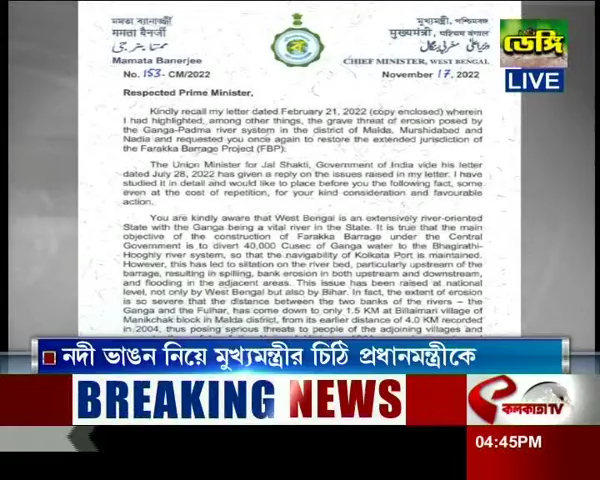 মমতা ব্যানার্জ্জী
ममता बैनर्जी
Mamata Banerjee
No. 153-CM/2022
মুখ্যমন্ত্রী, পশ্চিমবঙ্গ
मुख्यमंत्री, पश्चिम बंगाल
CHIEF MINISTER, WEST BENGAL
November 17, 2022
ডেঙ্গি
LIVE
Respected Prime Minister,
Kindly recall my letter dated February 21, 2022 (copy enclosed) wherein
I had highlighted, among other things, the grave threat of erosion posed by
the Ganga-Padma river system in the district of Malda, Murshidabad and
Nadia and requested you once again to restore the extended jurisdiction of
the Farakka Barrage Project (FBP).
The Union Minister for Jal Shakti, Government of India vide his letter
dated July 28, 2022 has given a reply on the issues raised in my letter. I have
studied it in detail and would like to place before you the following fact, some
even at the cost of repetition, for your kind consideration and favourable
action.
You are kindly aware that West Bengal is an extensively river-oriented
State with the Ganga being a vital river in the State. It is true that the main
objective of the construction of Farakka Barrage under the Central
Government is to divert 40,000 Cusec of Ganga water to the Bhagirathi-
Hooghly river system, so that the navigability of Kolkata Port is maintained.
However, this has led to siltation on the river bed, particularly upstream of the
barrage, resulting in spilling, bank erosion in both upstream and downstream,
and flooding in the adjacent areas. This issue has been raised at national
level, not only by West Bengal but also by Bihar. In fact, the extent of erosion
is so severe that the distance between the two banks of the rivers – the
Ganga and the Fulhar, has come down to only 1.5 KM at Billaimari village of
Manikchak block in Malda district, from its earlier distance of 4.0 KM recorded
in 2004, thus posing serious threats to people of the adjoining villages and
নদী ভাঙন নিয়ে মুখ্যমন্ত্রীর চিঠি প্রধানমন্ত্রীকে
BREAKING NEWS
কলকাতা TV
04:45PM